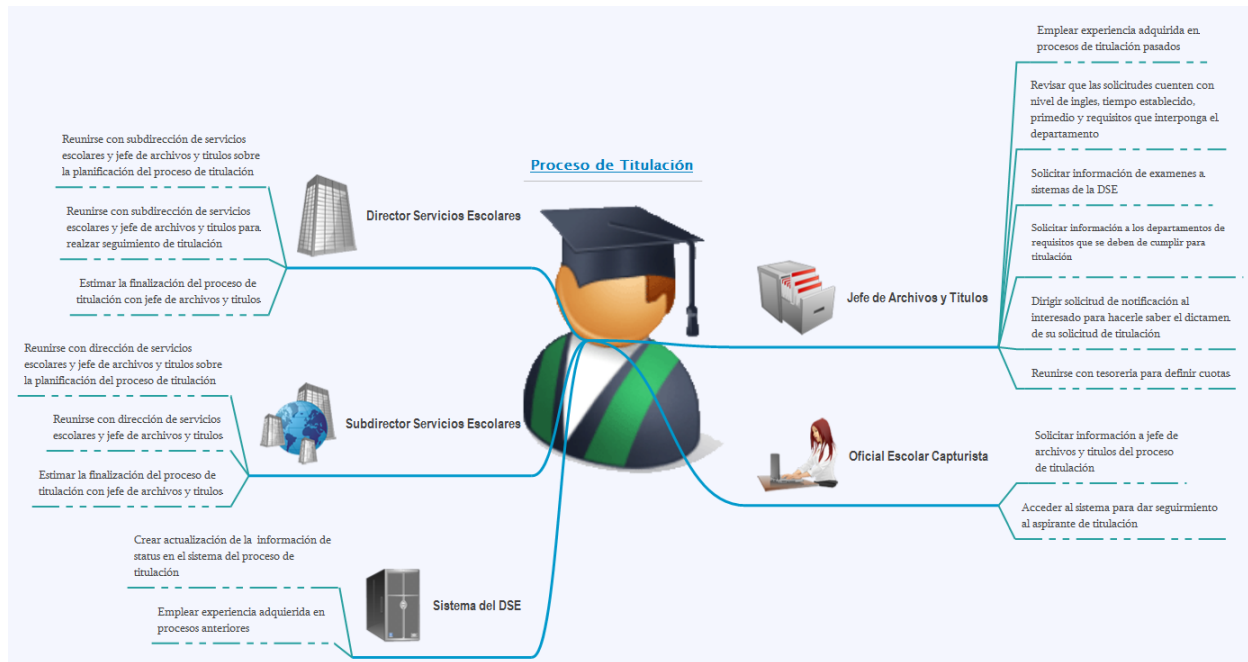 Proceso de Titulación
Reunirse con subdirección de servicios
escolares y jefe de archivos y titulos sobre
la planificación del proceso de titulación
Reunirse con subdirección de servicios
escolares y jefe de archivos y titulos para
realzar seguimiento de titulación
Estimar la finalización del proceso de
titulación con jefe de archivos y titulos
Director Servicios Escolares
Reunirse con dirección de servicios
escolares y jefe de archivos y titulos sobre
la planificación del proceso de titulación
Reunirse con dirección de servicios
escolares y jefe de archivos y titulos
Estimar la finalización del proceso de
titulación con jefe de archivos y titulos
Subdirector Servicios Escolares
Crear actualización de la información de
status en el sistema del proceso de
titulación
Emplear experiencia adquierida en
procesos anteriores
Sistema del DSE
Emplear experiencia adquirida en
procesos de titulación pasados
Revisar que las solicitudes cuenten con
nivel de ingles, tiempo establecido,
primedio y requisitos que interponga el
departamento
Solicitar información de examenes a
sistemas de la DSE
Solicitar información a los departamentos de
requisitos que se deben de cumplir para
titulación
Dirigir solicitud de notificación al
interesado para hacerle saber el dictamen
de su solicitud de titulación
Reunirse con tesoreria para definir cuotas
Jefe de Archivos y Títulos
Solicitar información a jefe de
archivos y titulos del proceso
de titulación
Acceder al sistema para dar seguirmiento
al aspirante de titulación
Oficial Escolar Capturista